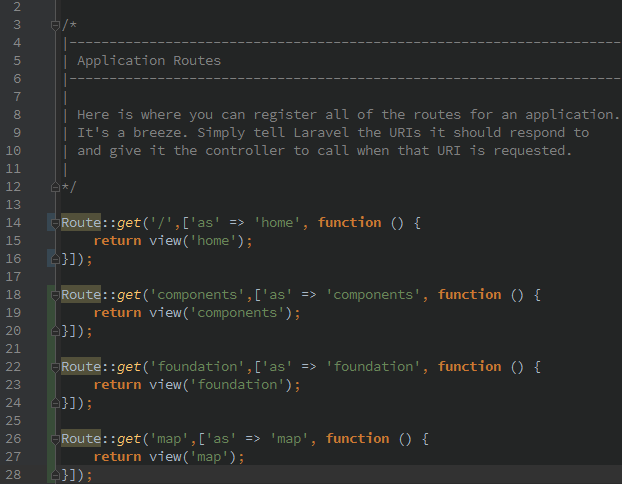 2
3 /*
4 |--------------------------------------------------------------------------
5 | Application Routes
6 |--------------------------------------------------------------------------
7 |
8 | Here is where you can register all of the routes for an application.
9 | It's a breeze. Simply tell Laravel the URIs it should respond to
10 | and give it the controller to call when that URI is requested.
11 |
12 */
13
14 Route::get('/',['as' => 'home', function () {
15     return view('home');
16 }]);
17
18 Route::get('components',['as' => 'components', function () {
19     return view('components');
20 }]);
21
22 Route::get('foundation',['as' => 'foundation', function () {
23     return view('foundation');
24 }]);
25
26 Route::get('map',['as' => 'map', function () {
27     return view('map');
28 }]);